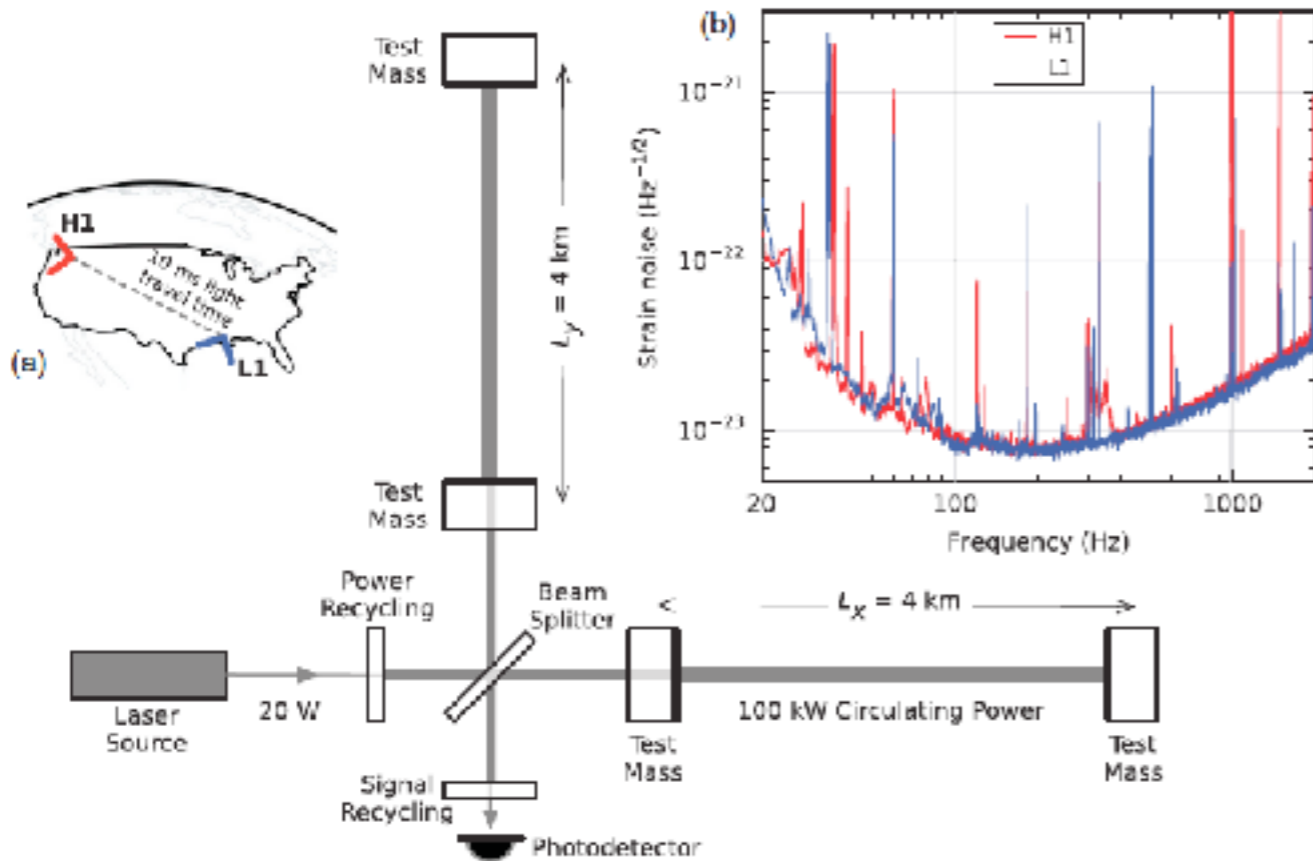 Test
Mass
L_y = 4 km
H1
10 ms light
travel time
L1
(a)
Test
Mass
Power
Recycling
Beam
Splitter
L_x = 4 km
Laser
Source
20 W
100 kW Circulating Power
Test
Mass
Test
Mass
Signal
Recycling
Photodetector
(b)
H1
L1
Strain noise (Hz^{-1/2})
10^{-21}
10^{-22}
10^{-23}
20
100
1000
Frequency (Hz)